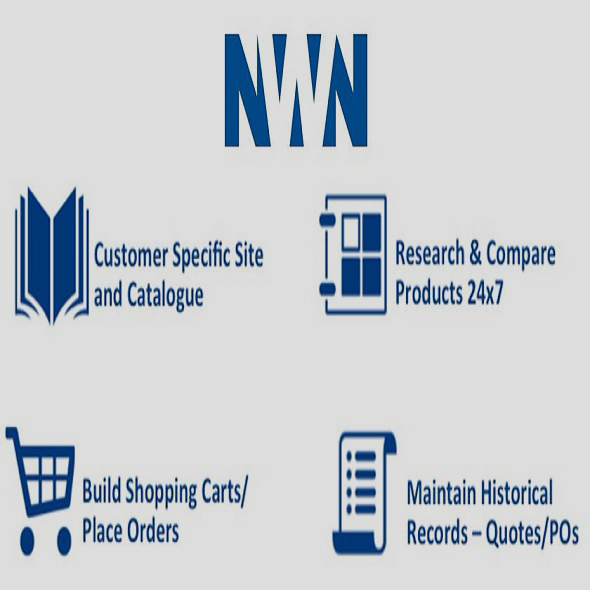 NWN
Customer Specific Site
and Catalogue
Research & Compare
Products 24x7
Build Shopping Carts/
Place Orders
Maintain Historical
Records – Quotes/POs